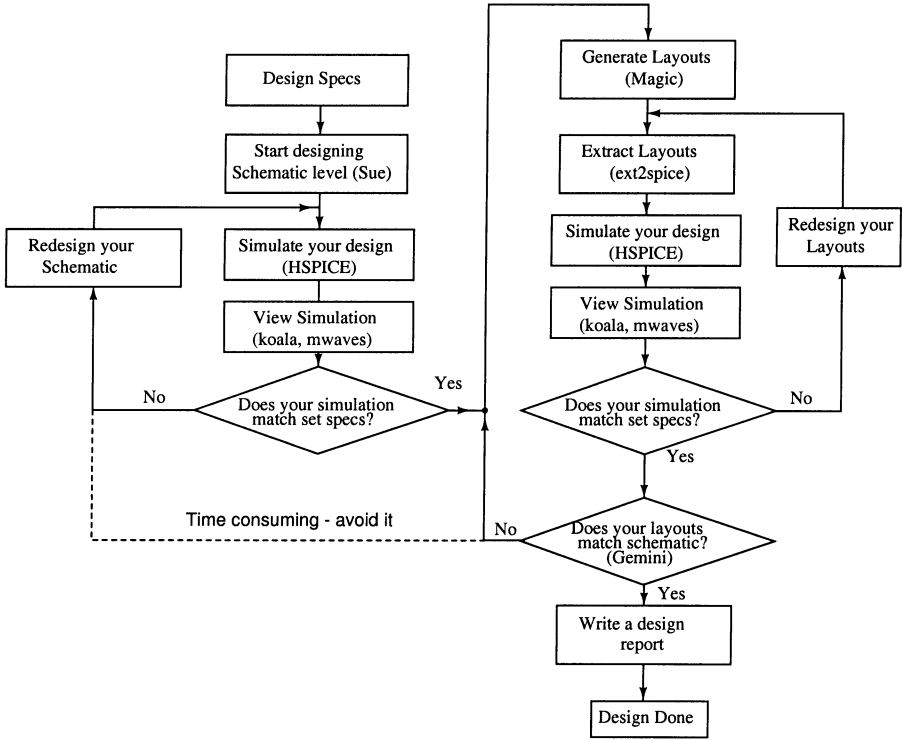 Design Specs
Start designing
Schematic level (Sue)
Redesign your
Schematic
Simulate your design
(HSPICE)
View Simulation
(koala, mwaves)
No
Does your simulation
match set specs?
Yes
Time consuming - avoid it
Generate Layouts
(Magic)
Extract Layouts
(ext2spice)
Simulate your design
(HSPICE)
Redesign your
Layouts
View Simulation
(koala, mwaves)
Does your simulation
match set specs?
No
Yes
No
Does your layouts
match schematic?
(Gemini)
Yes
Write a design
report
Design Done